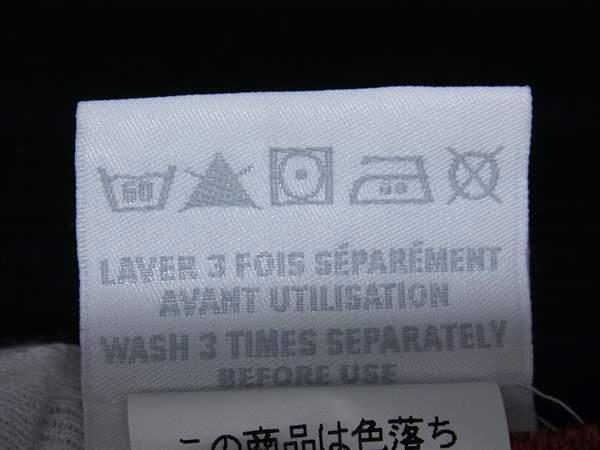 60
LAVER 3 FOIS SÉPARÉMENT
AVANT UTILISATION
WASH 3 TIMES SEPARATELY
BEFORE USE
この商品は色落ち